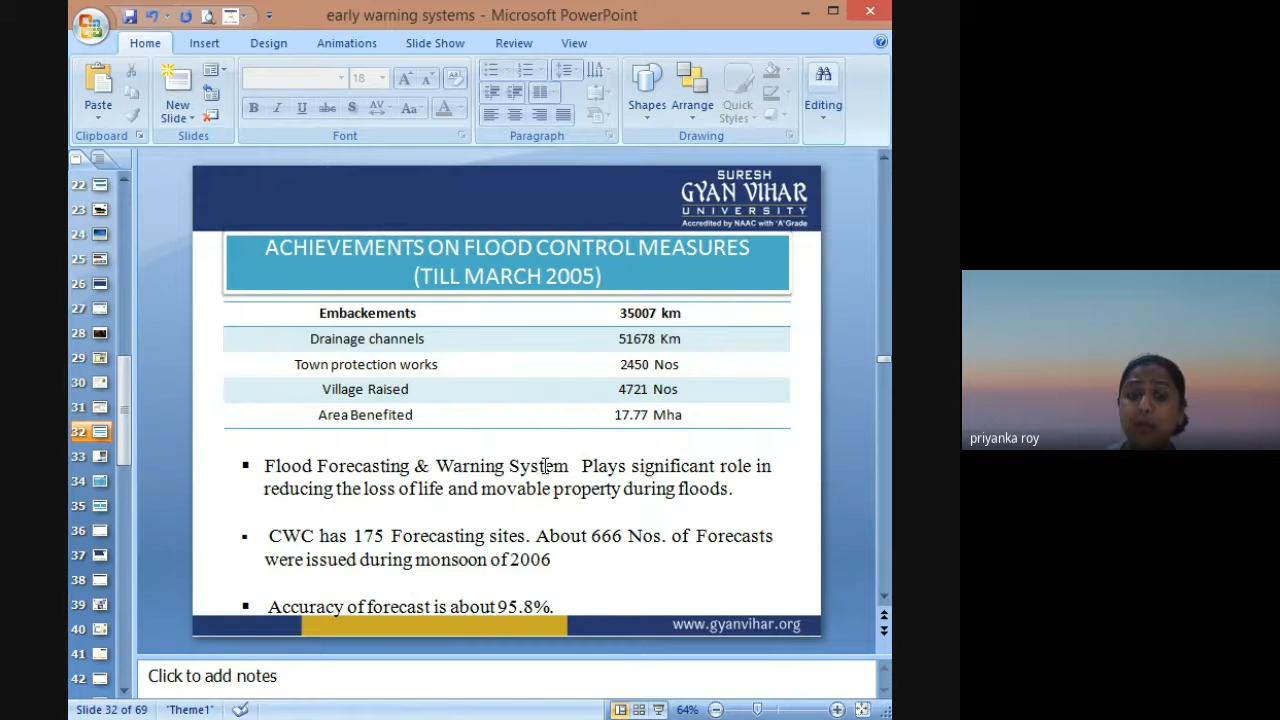 early warning systems - Microsoft PowerPoint
Home Insert Design Animations Slide Show Review View
Paste
New Slide
18
B I U abc S AV Aa A
Shapes Arrange Quick Styles
Editing
Clipboard Slides Font Paragraph Drawing
22
23
24
25
26
27
28
29
30
31
32
33
34
35
36
37
38
39
40
41
42
SURESH
GYAN VIHAR
UNIVERSITY
Accredited by NAAC with 'A' Grade
ACHIEVEMENTS ON FLOOD CONTROL MEASURES
(TILL MARCH 2005)
Embackements 35007 km
Drainage channels 51678 Km
Town protection works 2450 Nos
Village Raised 4721 Nos
Area Benefited 17.77 Mha
▪ Flood Forecasting & Warning System Plays significant role in
reducing the loss of life and movable property during floods.
▪ CWC has 175 Forecasting sites. About 666 Nos. of Forecasts
were issued during monsoon of 2006
▪ Accuracy of forecast is about 95.8%.
www.gyanvihar.org
Click to add notes
Slide 32 of 69 "Theme1" 64%
priyanka roy